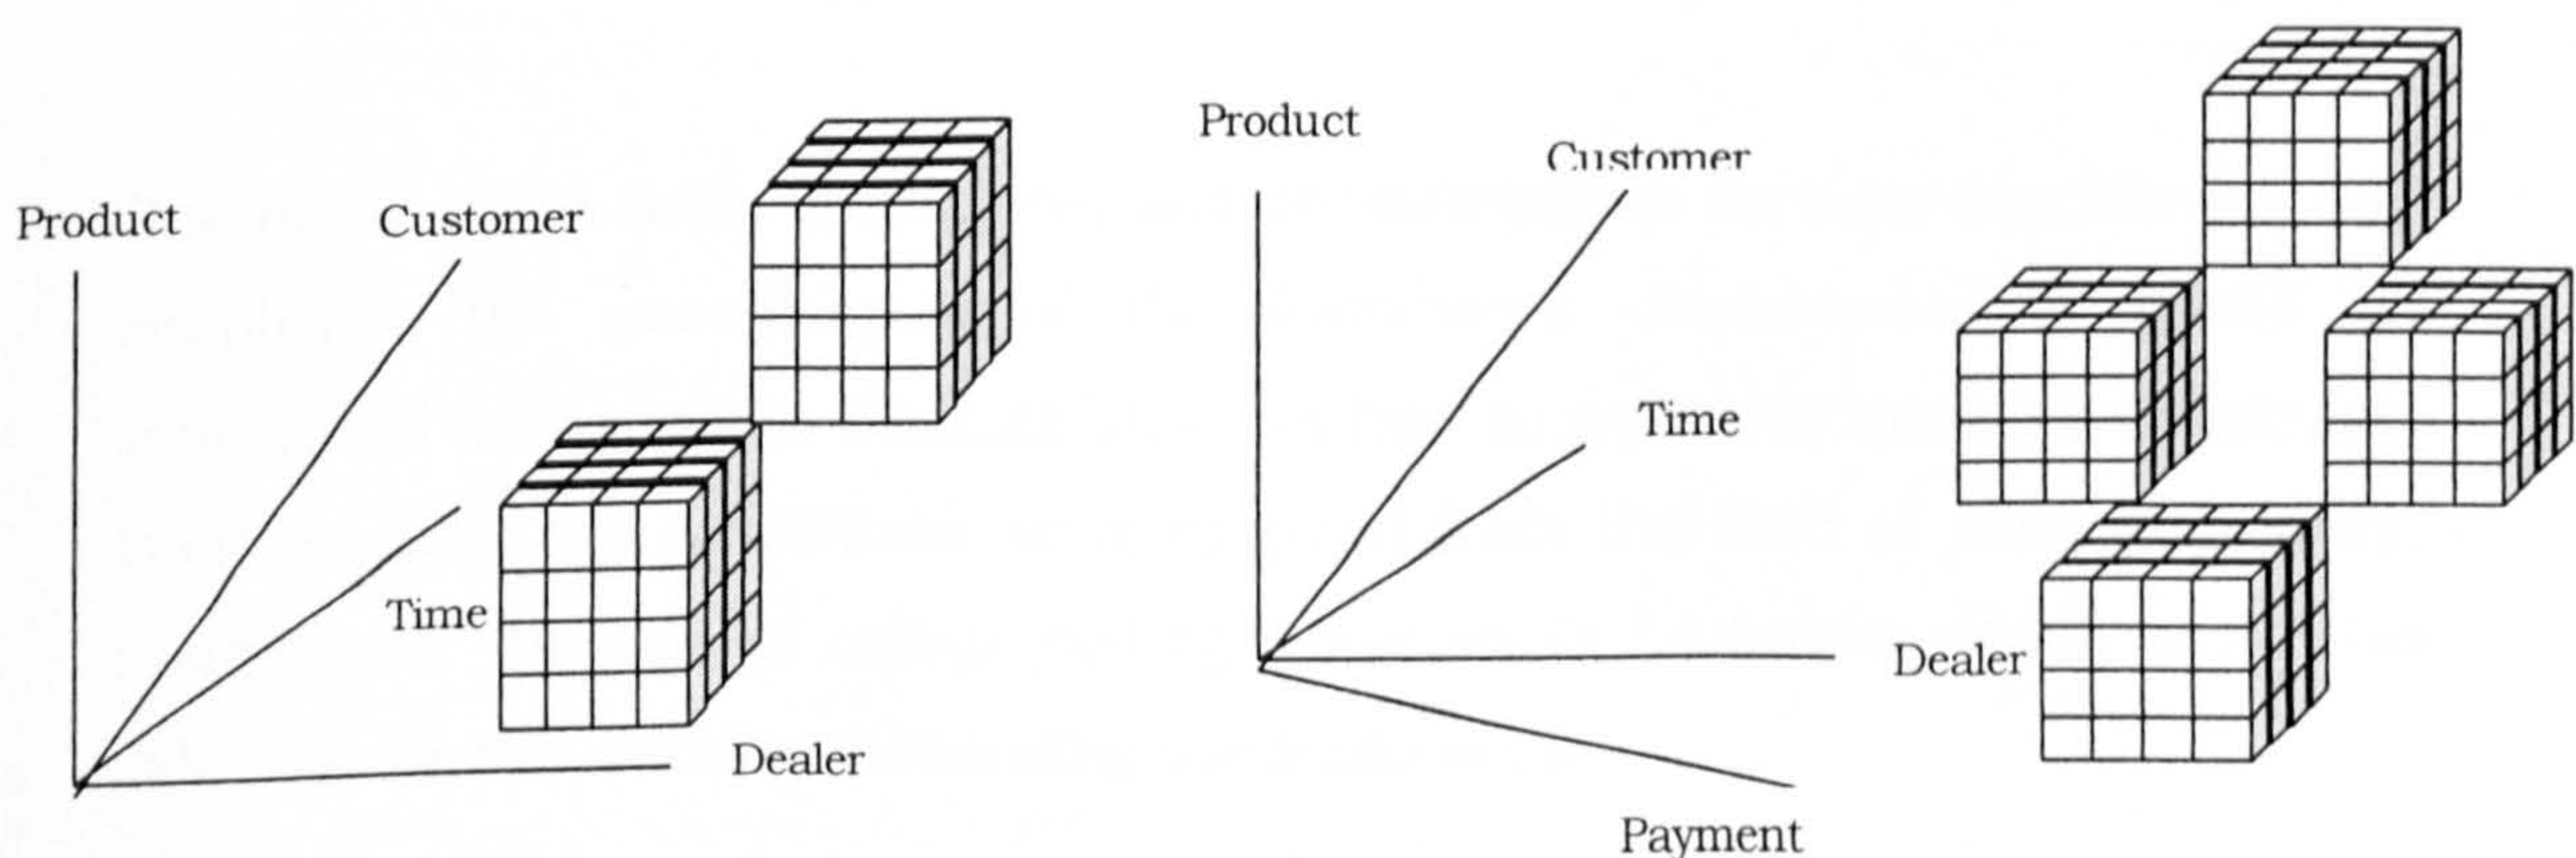 Product
Customer
Time
Dealer
Product
Customer
Time
Dealer
Payment